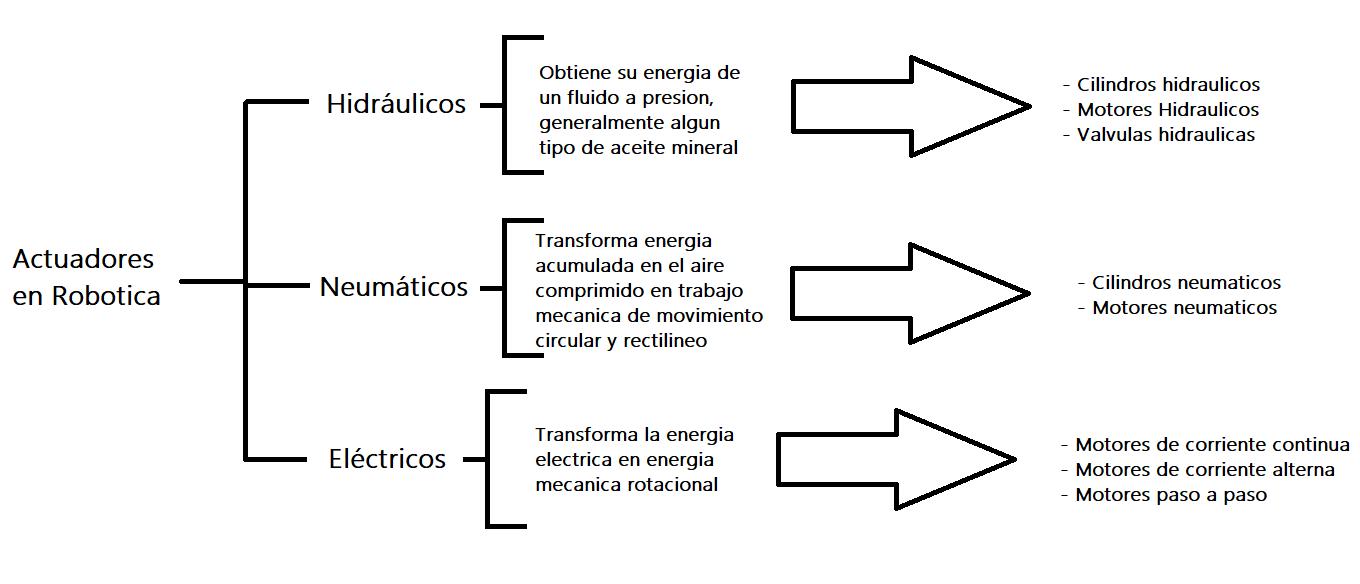 Actuadores
en Robotica
Hidráulicos
Obtiene su energia de
un fluido a presion,
generalmente algun
tipo de aceite mineral
- Cilindros hidraulicos
- Motores Hidraulicos
- Valvulas hidraulicas
Neumáticos
Transforma energia
acumulada en el aire
comprimido en trabajo
mecanica de movimiento
circular y rectilineo
- Cilindros neumaticos
- Motores neumaticos
Eléctricos
Transforma la energia
electrica en energia
mecanica rotacional
- Motores de corriente continua
- Motores de corriente alterna
- Motores paso a paso